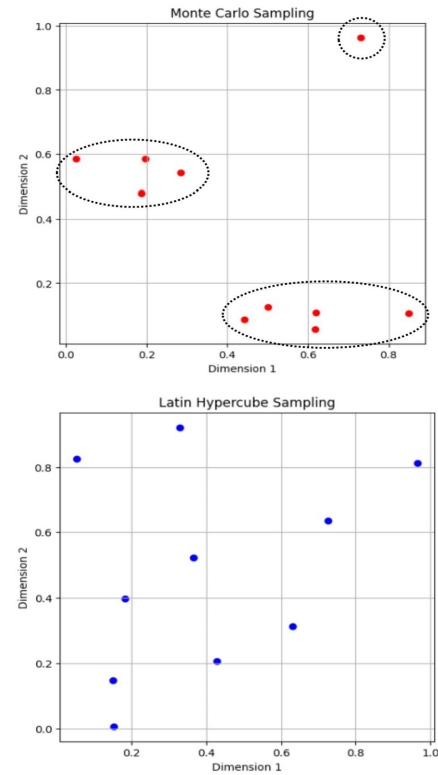 Monte Carlo Sampling
1.0
0.8
0.6
0.4
0.2
Dimension 2
0.0 0.2 0.4 0.6 0.8
Dimension 1
Latin Hypercube Sampling
0.8
0.6
0.4
0.2
0.0
Dimension 2
0.2 0.4 0.6 0.8 1.0
Dimension 1